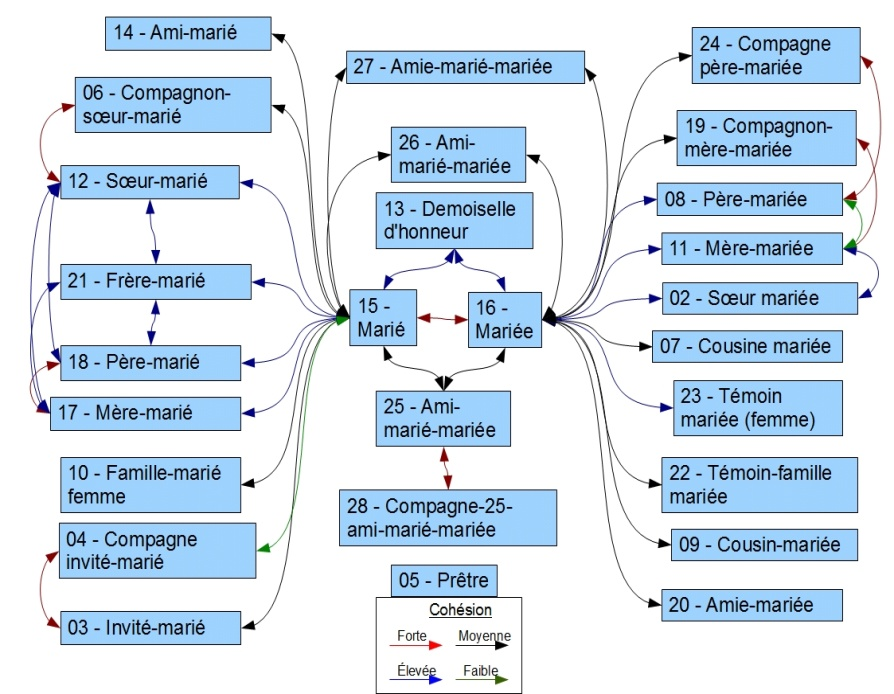 14 - Ami-marié
06 - Compagnon-
sœur-marié
12 - Sœur-marié
21 - Frère-marié
18 - Père-marié
17 - Mère-marié
10 - Famille-marié
femme
04 - Compagne
invité-marié
03 - Invité-marié
27 - Amie-marié-mariée
26 - Ami-
marié-mariée
13 - Demoiselle
d'honneur
15 -
Marié
16 -
Mariée
25 - Ami-
marié-mariée
28 - Compagne-25-
ami-marié-mariée
05 - Prêtre
Cohésion
Forte
Moyenne
Élevée
Faible
24 - Compagne
père-mariée
19 - Compagnon-
mère-mariée
08 - Père-mariée
11 - Mère-mariée
02 - Sœur mariée
07 - Cousine mariée
23 - Témoin
mariée (femme)
22 - Témoin-famille
mariée
09 - Cousin-mariée
20 - Amie-mariée